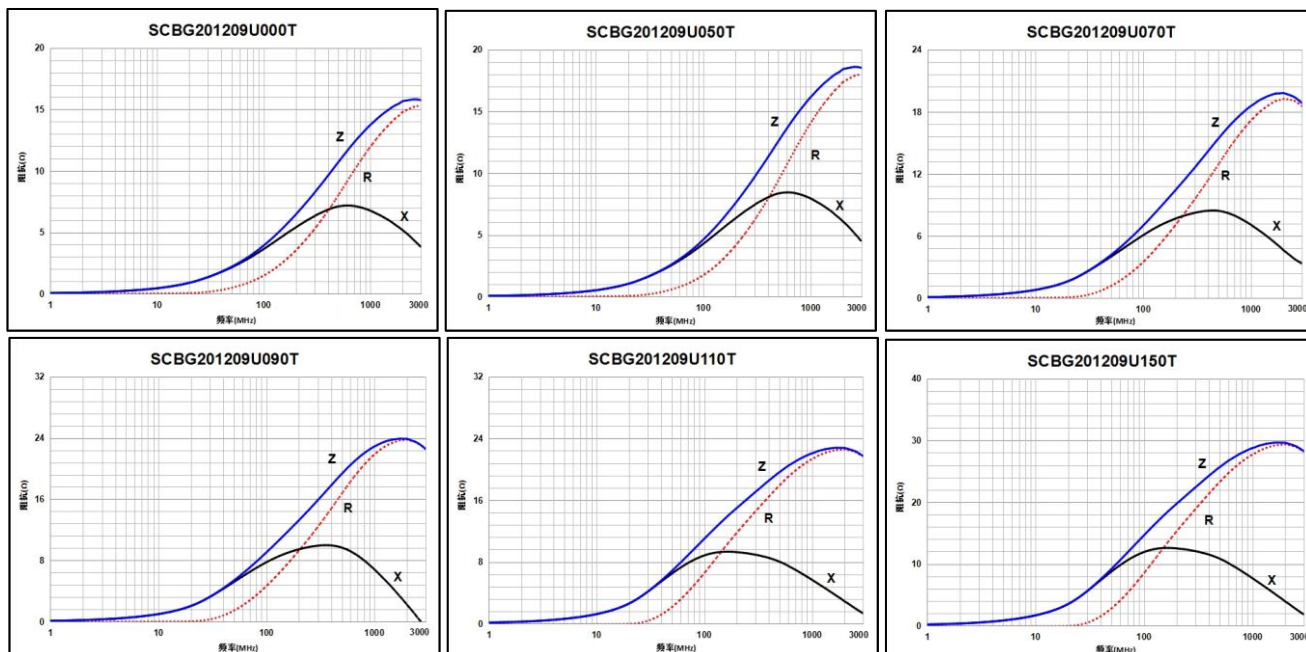 SCBG201209U000T
20
15
10
5
0
阻抗(Ω)
Z
R
X
1
10
100
1000
3000
频率(MHz)
SCBG201209U050T
20
15
10
5
0
阻抗(Ω)
Z
R
X
1
10
100
1000
3000
频率(MHz)
SCBG201209U070T
24
18
12
6
0
阻抗(Ω)
Z
R
X
1
10
100
1000
3000
频率(MHz)
SCBG201209U090T
32
24
16
8
0
阻抗(Ω)
Z
R
X
1
10
100
1000
3000
频率(MHz)
SCBG201209U110T
32
24
16
8
0
阻抗(Ω)
Z
R
X
1
10
100
1000
3000
频率(MHz)
SCBG201209U150T
40
30
20
10
0
阻抗(Ω)
Z
R
X
1
10
100
1000
3000
频率(MHz)